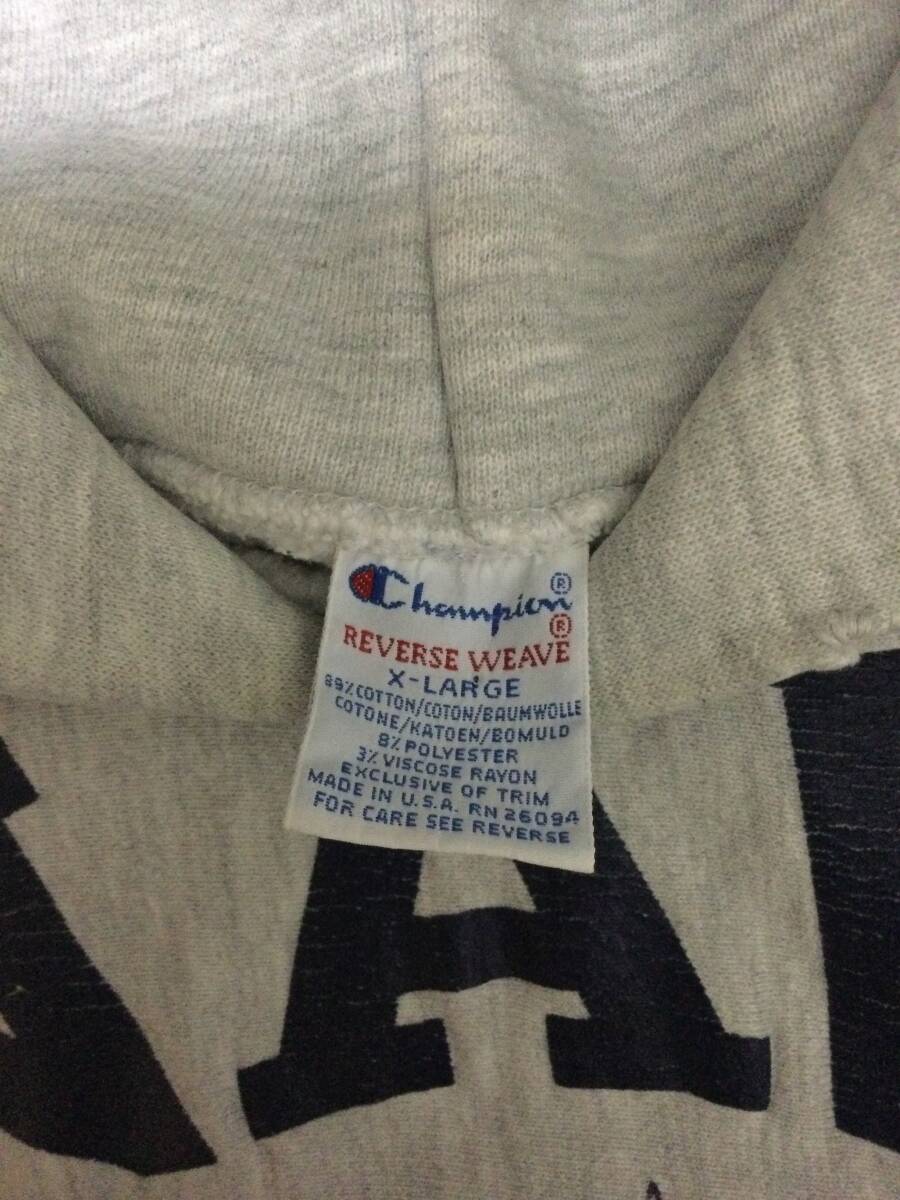 Champion®
REVERSE WEAVE®
X-LARGE
89% COTTON/COTON/BAUMWOLLE
COTONE/KATOEN/BOMULD
8% POLYESTER
3% VISCOSE RAYON
EXCLUSIVE OF TRIM
MADE IN U.S.A. RN 26094
FOR CARE SEE REVERSE
A